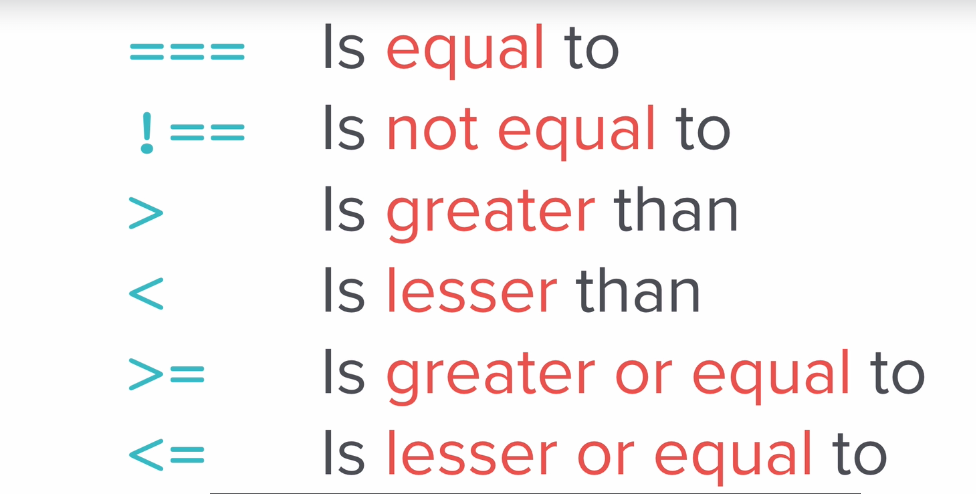 === Is equal to
!== Is not equal to
> Is greater than
< Is lesser than
>= Is greater or equal to
<= Is lesser or equal to